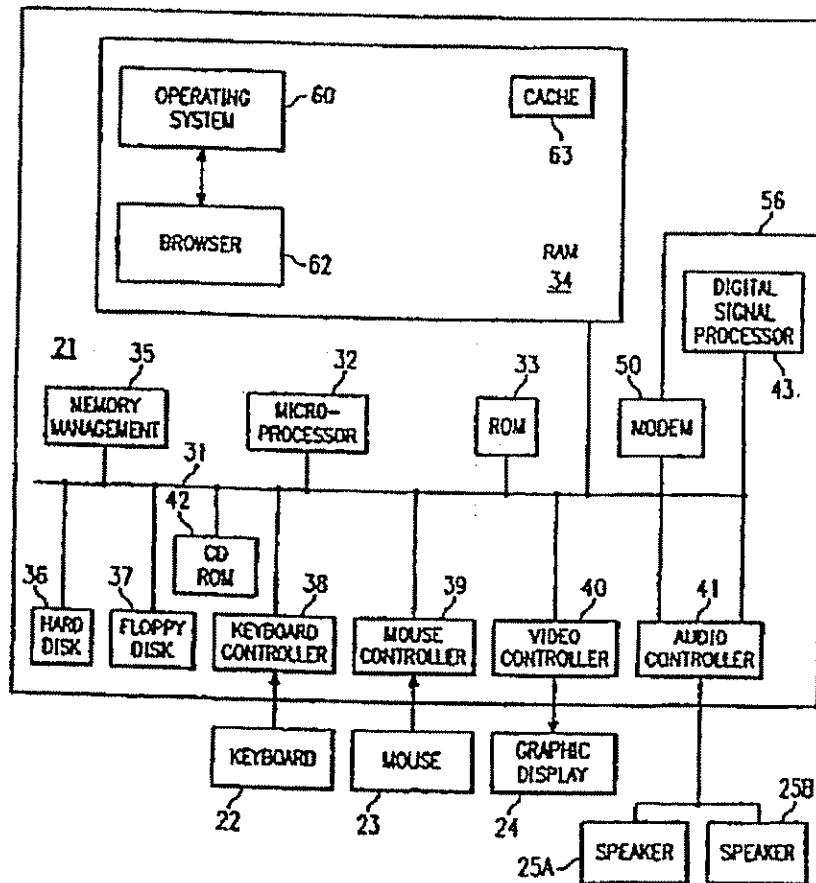 OPERATING
SYSTEM
60
CACHE
63
BROWSER
62
RAM
34
56
DIGITAL
SIGNAL
PROCESSOR
43
21
35
MEMORY
MANAGEMENT
32
MICRO-
PROCESSOR
33
ROM
50
MODEM
31
42
CD
ROM
36
HARD
DISK
37
FLOPPY
DISK
38
KEYBOARD
CONTROLLER
39
MOUSE
CONTROLLER
40
VIDEO
CONTROLLER
41
AUDIO
CONTROLLER
KEYBOARD
22
MOUSE
23
GRAPHIC
DISPLAY
24
25A
SPEAKER
25B
SPEAKER